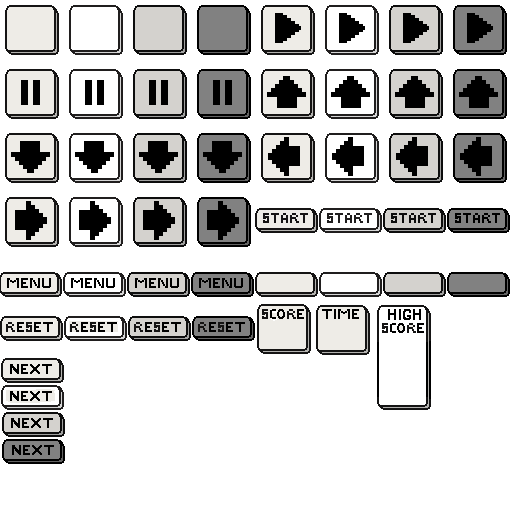 START START START START
MENU MENU MENU MENU
RESET RESET RESET RESET
SCORE TIME HIGH
SCORE
NEXT
NEXT
NEXT
NEXT